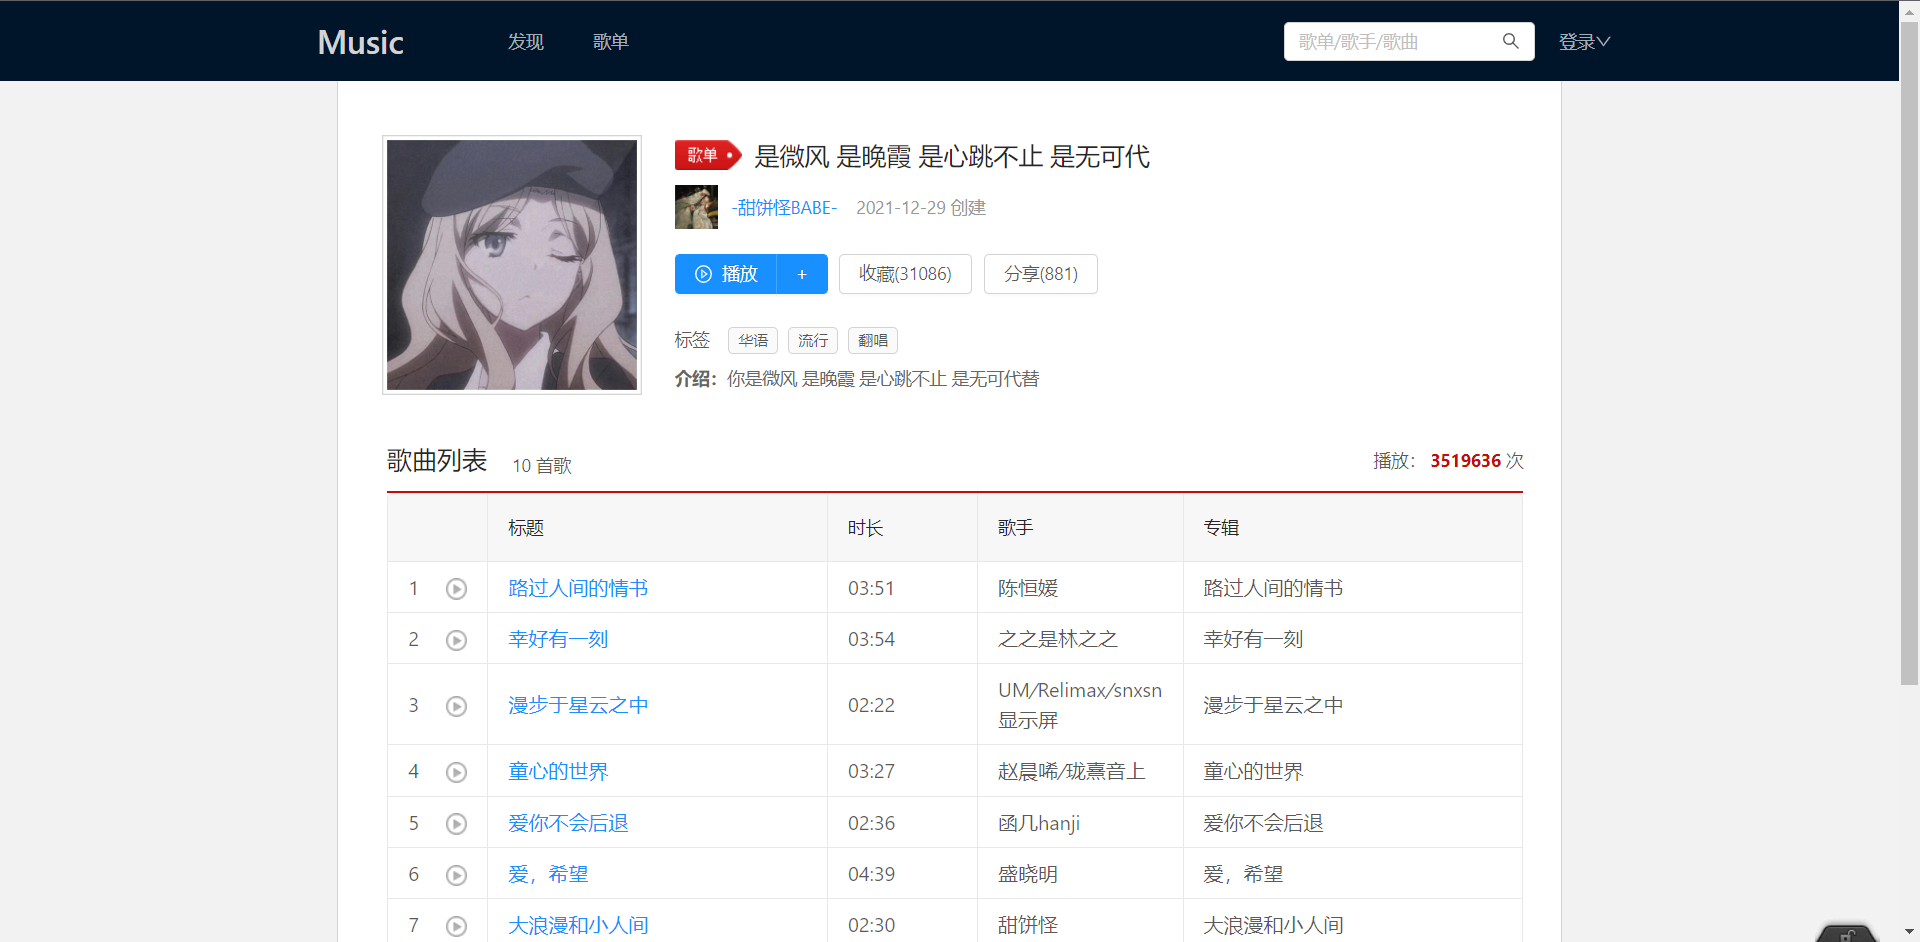 Music 发现 歌单 歌单/歌手/歌曲 登录
歌单 是微风 是晚霞 是心跳不止 是无可代
-甜饼怪BABE- 2021-12-29 创建
播放 + 收藏(31086) 分享(881)
标签 华语 流行 翻唱
介绍：你是微风 是晚霞 是心跳不止 是无可代替
歌曲列表 10 首歌 播放： 3519636 次
标题 时长 歌手 专辑
1 路过人间的情书 03:51 陈恒媛 路过人间的情书
2 幸好有一刻 03:54 之之是林之之 幸好有一刻
3 漫步于星云之中 02:22 UM/Relimax/snxsn显示屏 漫步于星云之中
4 童心的世界 03:27 赵晨唏/珑熹音上 童心的世界
5 爱你不会后退 02:36 函几hanji 爱你不会后退
6 爱，希望 04:39 盛晓明 爱，希望
7 大浪漫和小人间 02:30 甜饼怪 大浪漫和小人间